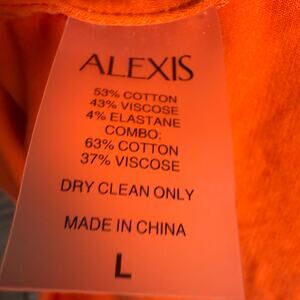 ALEXIS
53% COTTON
43% VISCOSE
4% ELASTANE
COMBO:
63% COTTON
37% VISCOSE
DRY CLEAN ONLY
MADE IN CHINA
L